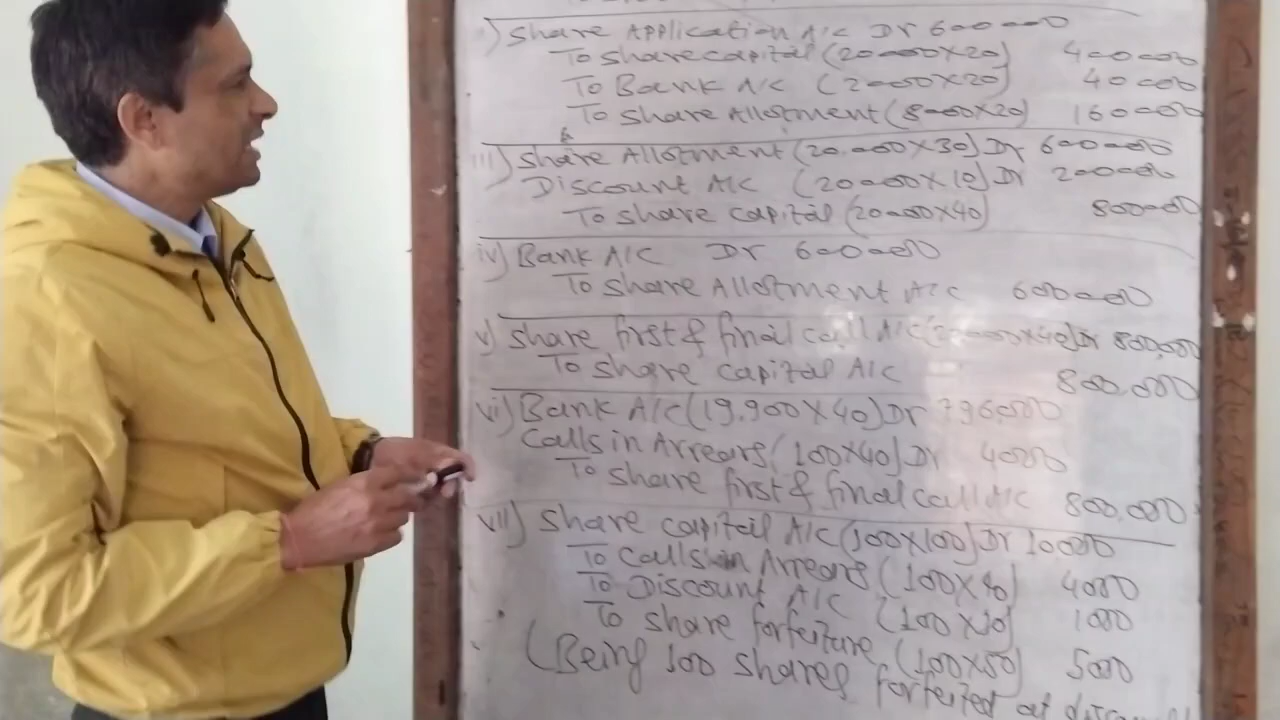 ii) Share Application A/C Dr 600000
To share capital (20000X20) 400000
To Bank A/C (2000X20) 40000
To share Allotment (8000X20) 160000
iii) Share Allotment (20.000X30) Dr 600000
Discount A/C (20000X10) Dr 200000
To share capital (20000X40) 800000
iv) Bank A/C Dr 600000
To share Allotment A/C 600000
v) share first & final call A/C (20000X40) Dr 800,000
To share capital A/C 800,000
vi) Bank A/C (19,900X40) Dr 796,000
Calls in Arrears (100X40) Dr 4000
To share first & final call A/C 800,000
vii) share capital A/C (100X100) Dr 10000
To Calls in Arrears (100X40) 4000
To Discount A/C (100X10) 1000
To share forfeiture (100X50) 5000
(Being 100 shares forfeited at